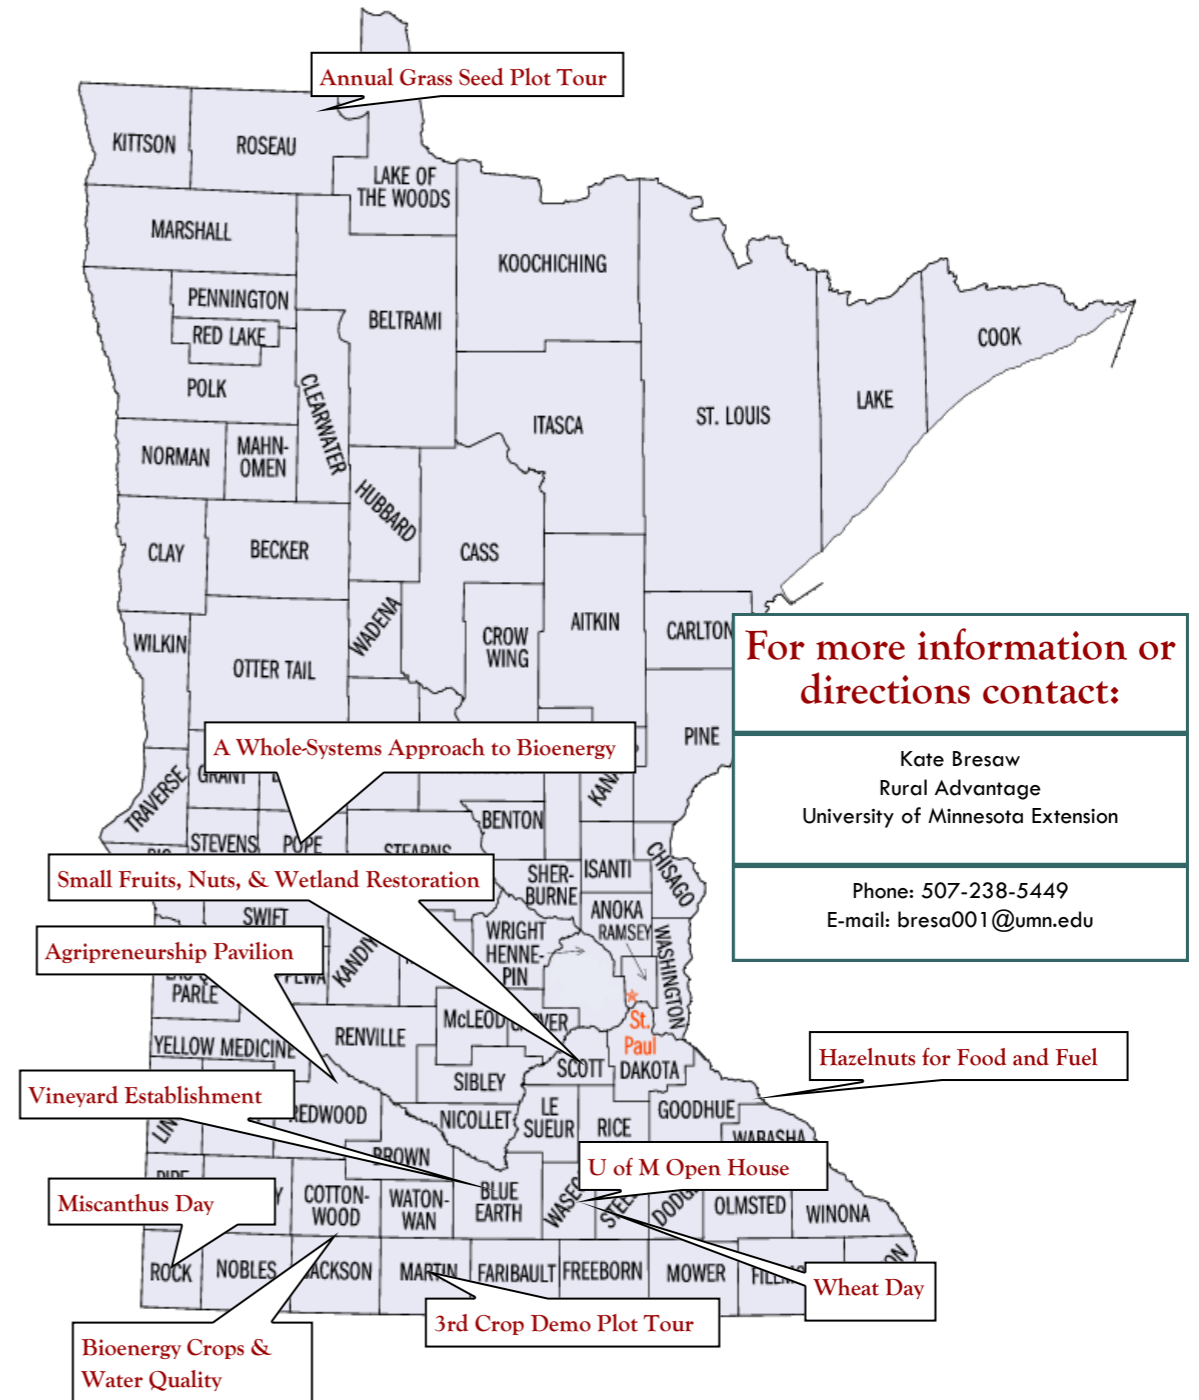 Annual Grass Seed Plot Tour
KITTSON
ROSEAU
LAKE OF
THE WOODS
MARSHALL
KOOCHICHING
PENNINGTON
BELTRAMI
RED LAKE
COOK
POLK
CLEARWATER
LAKE
ITASCA
ST. LOUIS
NORMAN
MAHN-
OMEN
HUBBARD
CLAY
BECKER
CASS
WADENA
AITKIN
CARLTON
WILKIN
CROW
WING
OTTER TAIL
For more information or
directions contact:
Kate Bresaw
Rural Advantage
University of Minnesota Extension
Phone: 507-238-5449
E-mail: bresa001@umn.edu
PINE
A Whole-Systems Approach to Bioenergy
GRANT
TRAVERSE
BENTON
STEVENS
POPE
STEARNS
ISANTI
CHISAGO
Small Fruits, Nuts, & Wetland Restoration
SHER-
BURNE
SWIFT
ANOKA
RAMSEY
WRIGHT
HENNE-
PIN
WASHINGTON
Agripreneurship Pavilion
PARLE
McLEOD
St.
Paul
RENVILLE
YELLOW MEDICINE
SCOTT
DAKOTA
Hazelnuts for Food and Fuel
SIBLEY
Vineyard Establishment
REDWOOD
NICOLLET
LE
SUEUR
RICE
GOODHUE
WABASHA
BROWN
U of M Open House
Miscanthus Day
COTTON-
WOOD
WATON-
WAN
BLUE
EARTH
OLMSTED
WINONA
ROCK
NOBLES
JACKSON
MARTIN
FARIBAULT
FREEBORN
MOWER
Wheat Day
3rd Crop Demo Plot Tour
Bioenergy Crops &
Water Quality